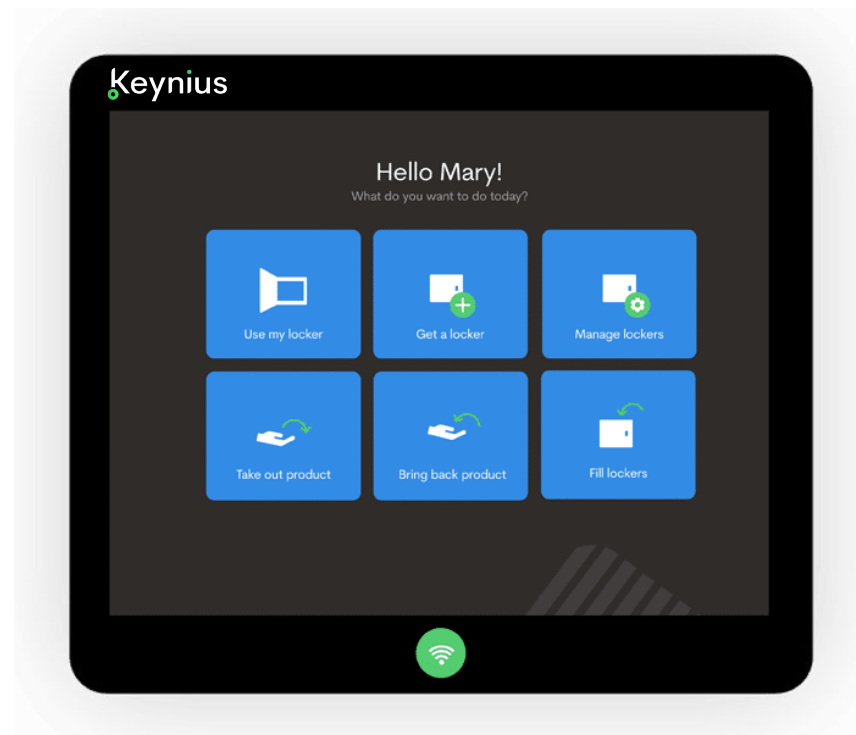 Keynius
Hello Mary!
What do you want to do today?
Use my locker
Get a locker
Manage lockers
Take out product
Bring back product
Fill lockers